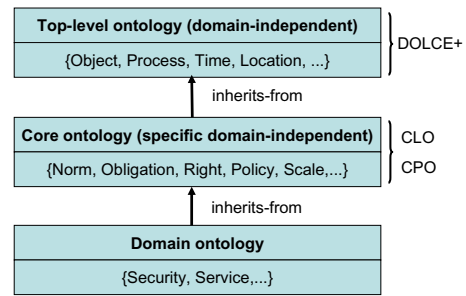 Top-level ontology (domain-independent)
DOLCE+
{Object, Process, Time, Location, ...}
inherits-from
Core ontology (specific domain-independent)
CLO
{Norm, Obligation, Right, Policy, Scale,...}
CPO
inherits-from
Domain ontology
{Security, Service,...}